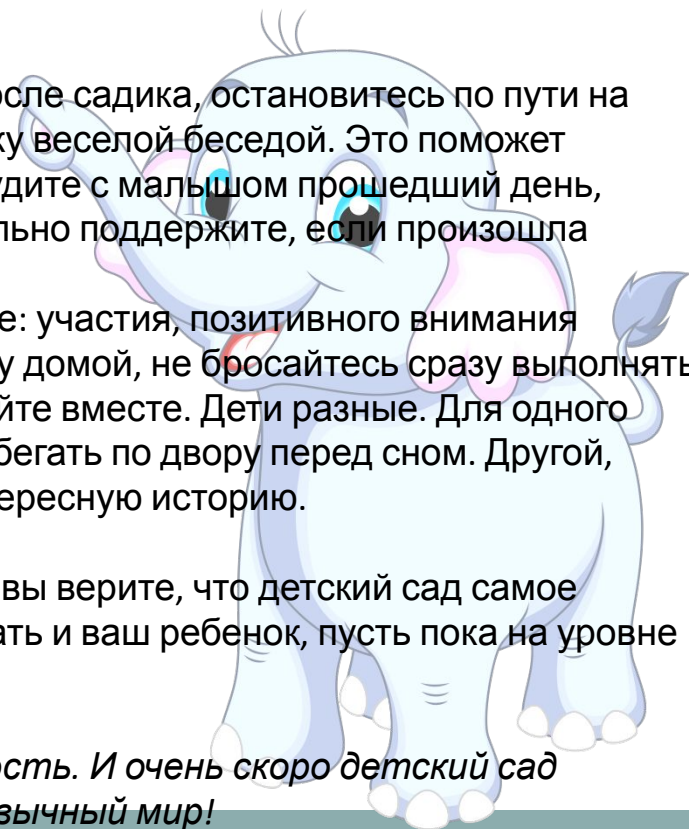 осле садика, остановитесь по пути на
ку веселой беседой. Это поможет
удите с малышом прошедший день,
льно поддержите, если произошла
е: участия, позитивного внимания
у домой, не бросайтесь сразу выполнять
йте вместе. Дети разные. Для одного
бегать по двору перед сном. Другой,
ересную историю.
вы верите, что детский сад самое
ать и ваш ребенок, пусть пока на уровне
ость. И очень скоро детский сад
вычный мир!